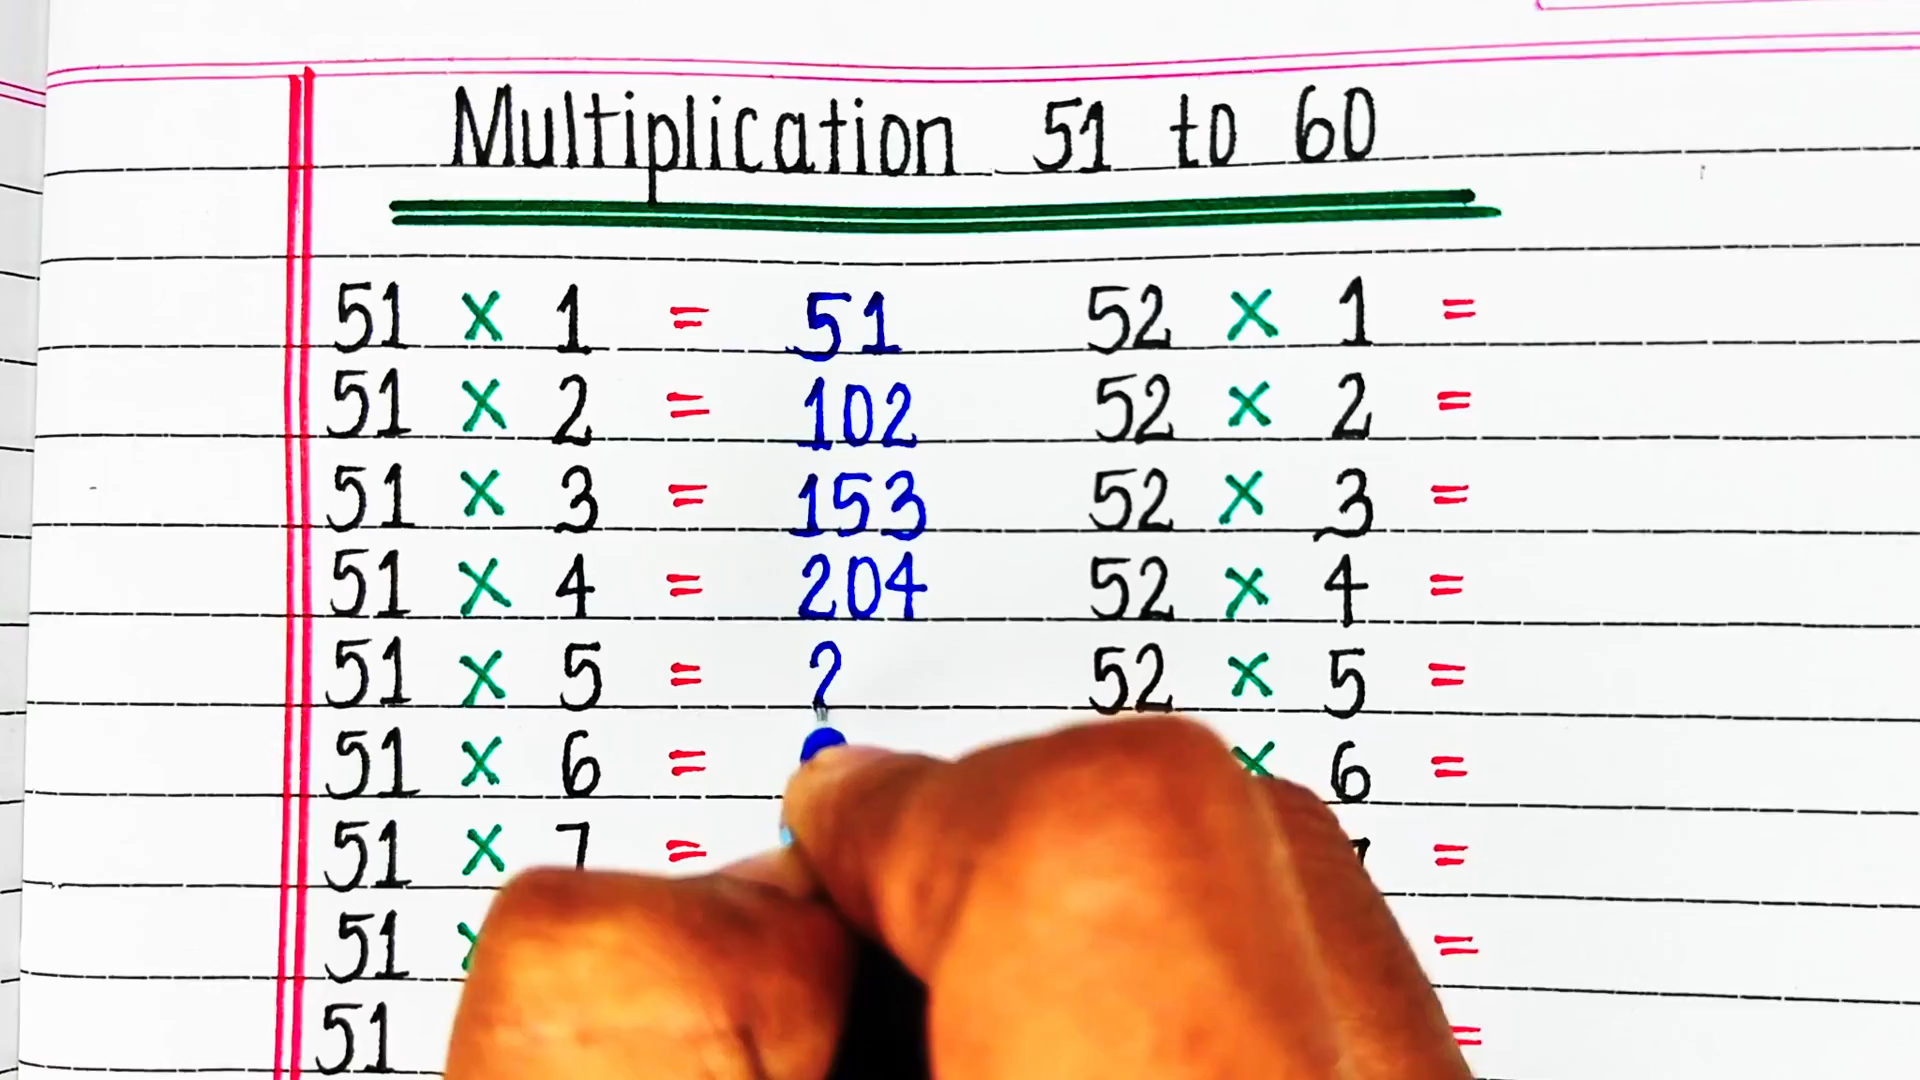 Multiplication 51 to 60
51 × 1 = 51 52 × 1 =
51 × 2 = 102 52 × 2 =
51 × 3 = 153 52 × 3 =
51 × 4 = 204 52 × 4 =
51 × 5 = 2 52 × 5 =
51 × 6 = × 6 =
51 × 7 = =
51 × =
51 =